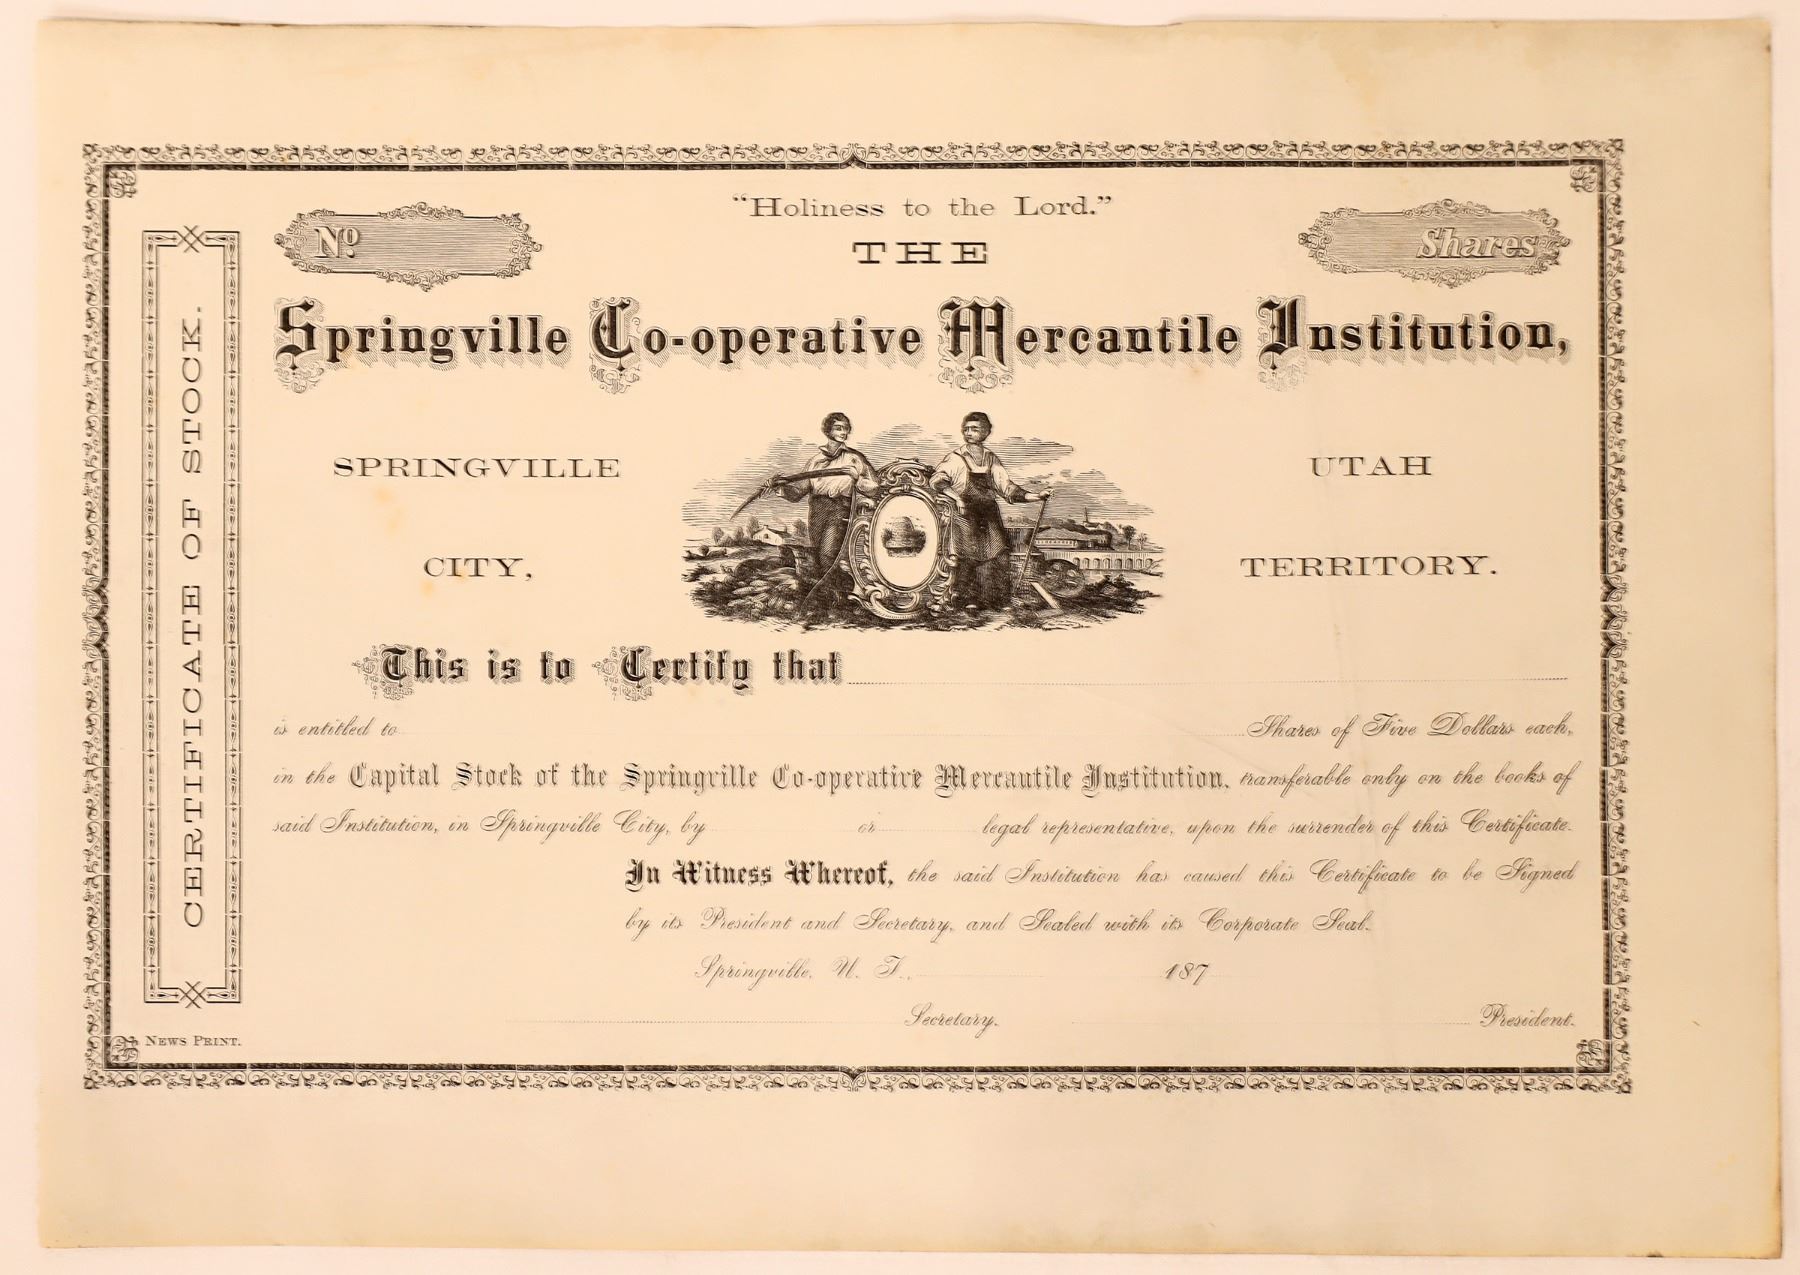 "Holiness to the Lord."
No.
THE
Shares
Springville Co-operative Mercantile Institution,
SPRINGVILLE
CITY,
UTAH
TERRITORY.
CERTIFICATE OF STOCK.
This is to Certify that
is entitled to Shares of Five Dollars each,
in the Capital Stock of the Springville Co-operative Mercantile Institution, transferable only on the books of
said Institution, in Springville City, by or legal representative, upon the surrender of this Certificate.
In Witness Whereof, the said Institution has caused this Certificate to be Signed
by its President and Secretary, and Sealed with its Corporate Seal.
Springville, U. T., 187
Secretary. President.
NEWS PRINT.